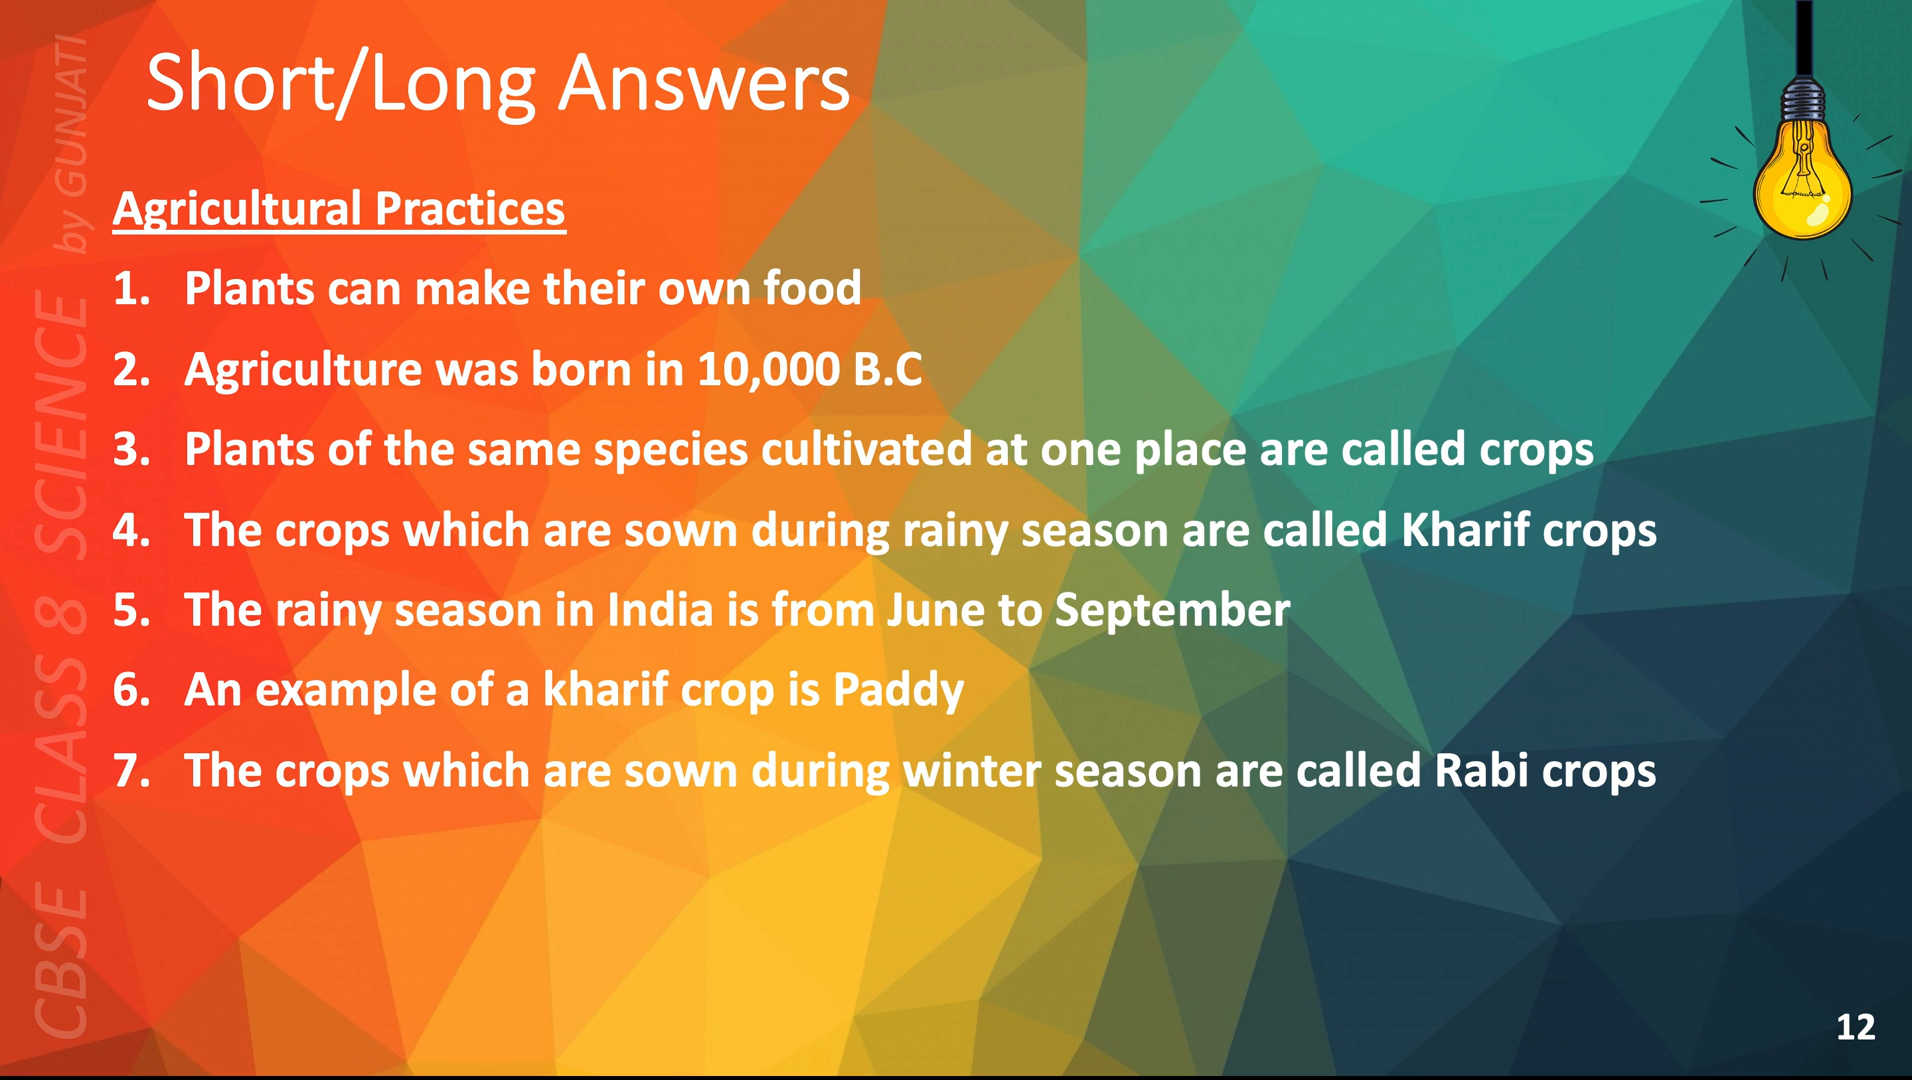 Short/Long Answers
Agricultural Practices
1. Plants can make their own food
2. Agriculture was born in 10,000 B.C
3. Plants of the same species cultivated at one place are called crops
4. The crops which are sown during rainy season are called Kharif crops
5. The rainy season in India is from June to September
6. An example of a kharif crop is Paddy
7. The crops which are sown during winter season are called Rabi crops
CBSE CLASS 8 SCIENCE by GUNJATI
12